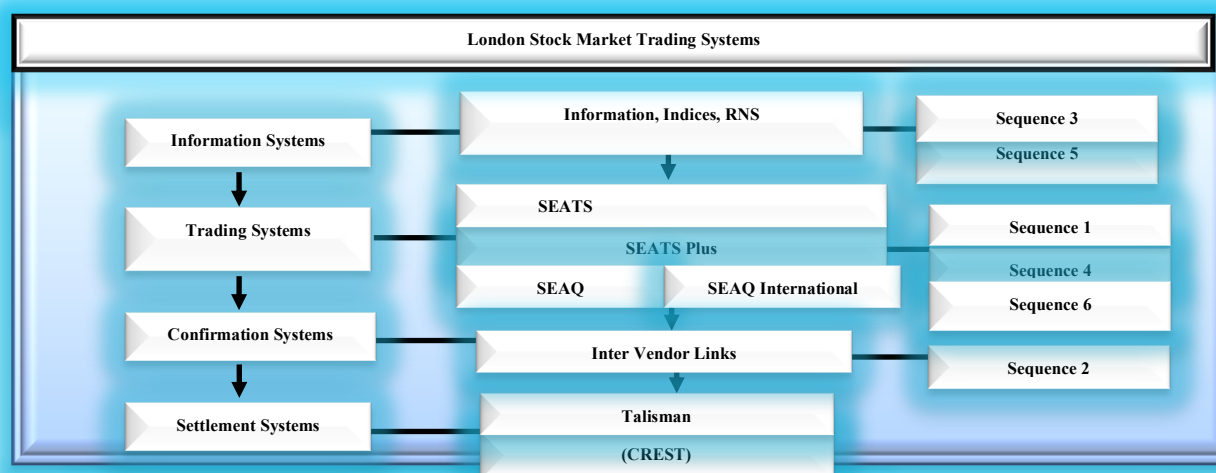 London Stock Market Trading Systems
Information, Indices, RNS
Sequence 3
Information Systems
Sequence 5
SEATS
Sequence 1
Trading Systems
SEATS Plus
Sequence 4
SEAQ
SEAQ International
Sequence 6
Confirmation Systems
Inter Vendor Links
Sequence 2
Talisman
Settlement Systems
(CREST)